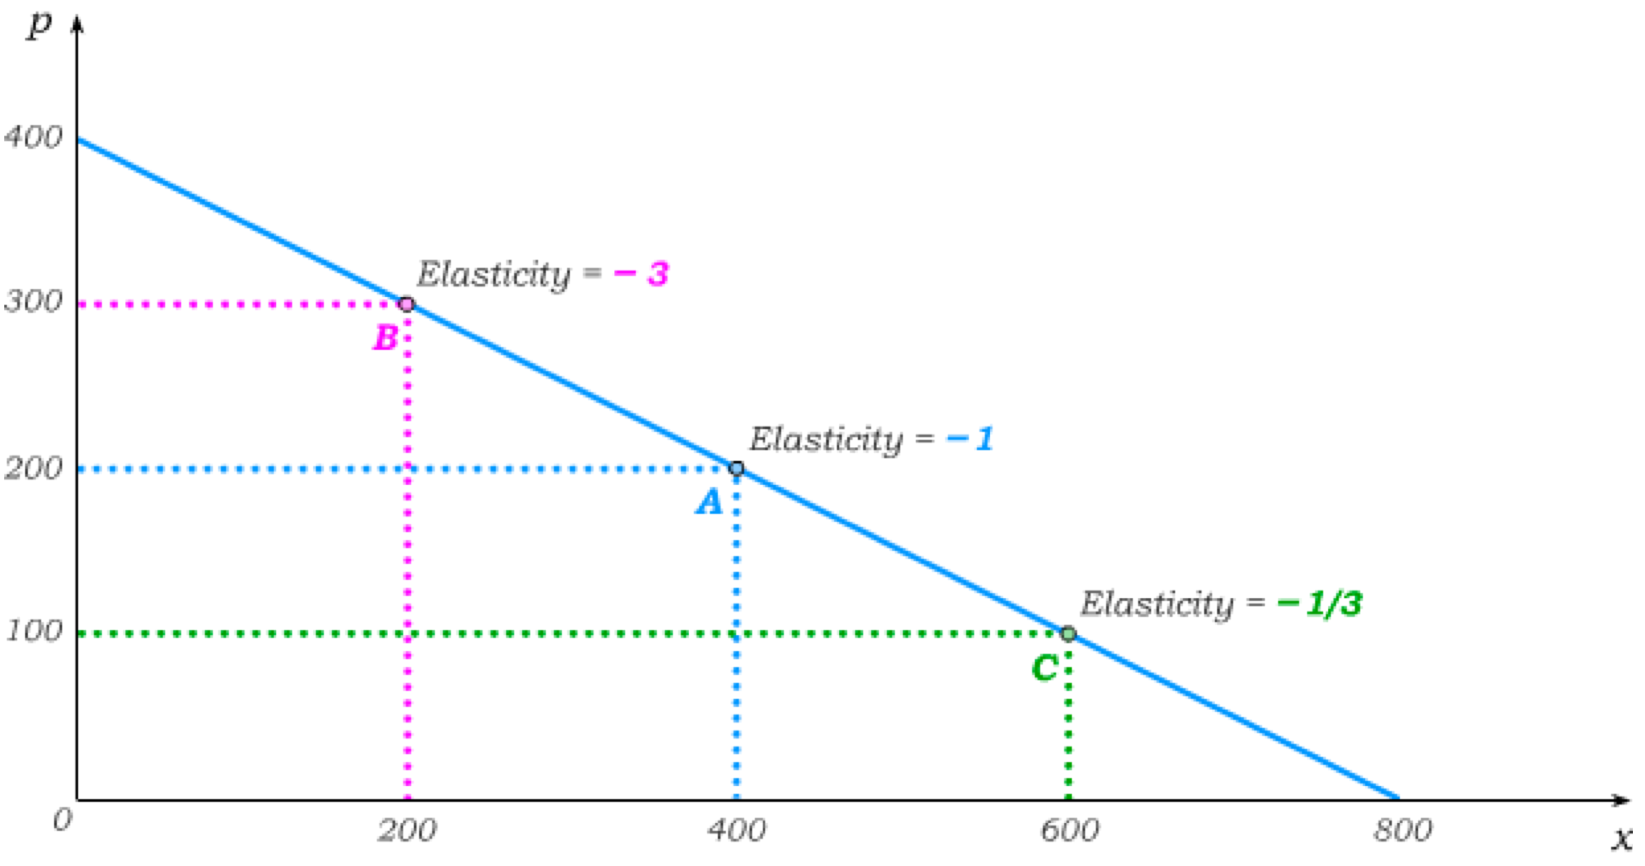 p
400
Elasticity = − 3
300
B
Elasticity = − 1
200
A
Elasticity = − 1/3
100
C
0
200
400
600
800
x